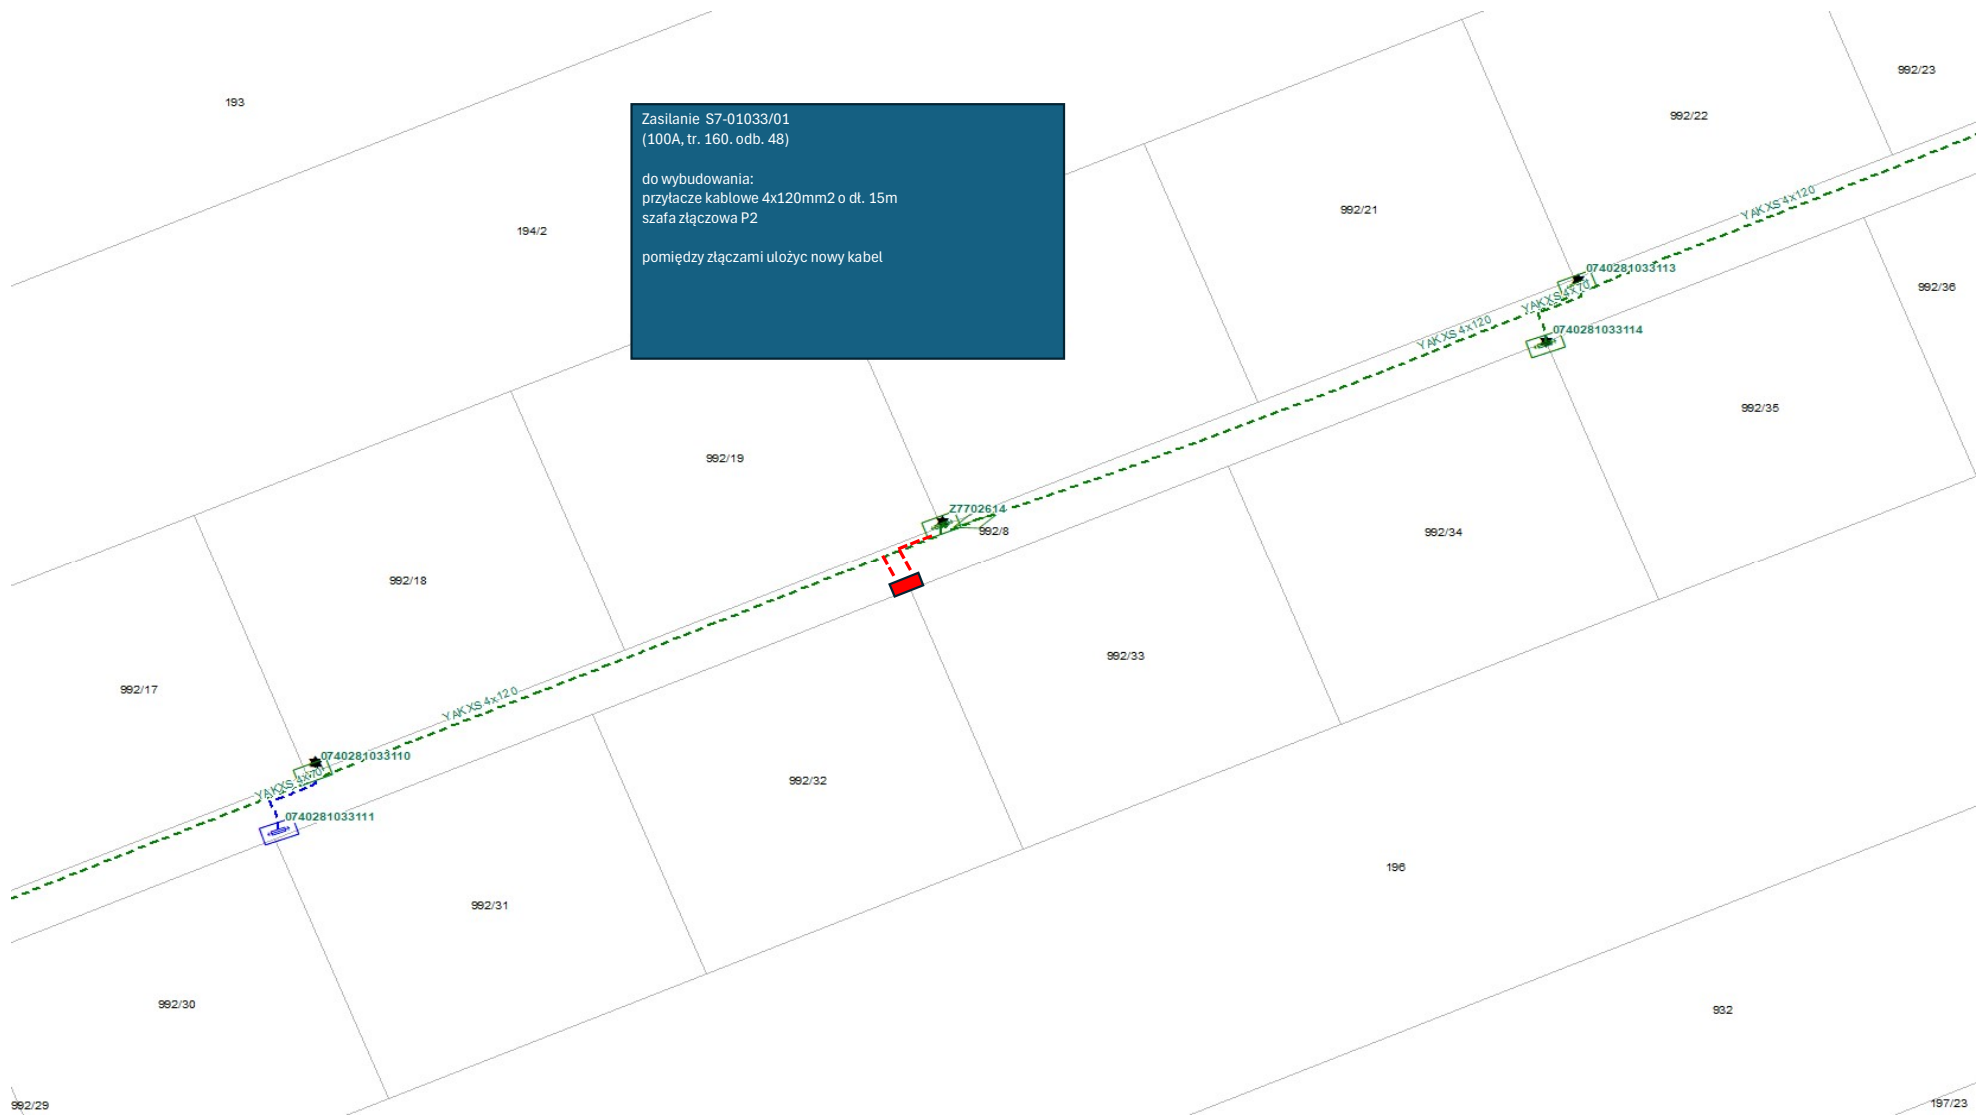 193
992/23
992/22
Zasilanie S7-01033/01
(100A, tr. 160. odb. 48)
do wybudowania:
przyłacze kablowe 4x120mm2 o dł. 15m
szafa złączowa P2
pomiędzy złączami ulożyc nowy kabel
YAKXS 4x120
992/21
194/2
0740281033113
992/36
YAKXS 4x70
YAKXS 4x120
0740281033114
992/35
992/19
Z7702614
992/8
992/34
992/18
992/33
992/17
YAKXS 4x120
0740281033110
YAKXS 4x70
992/32
0740281033111
196
992/31
992/30
932
992/29
197/23